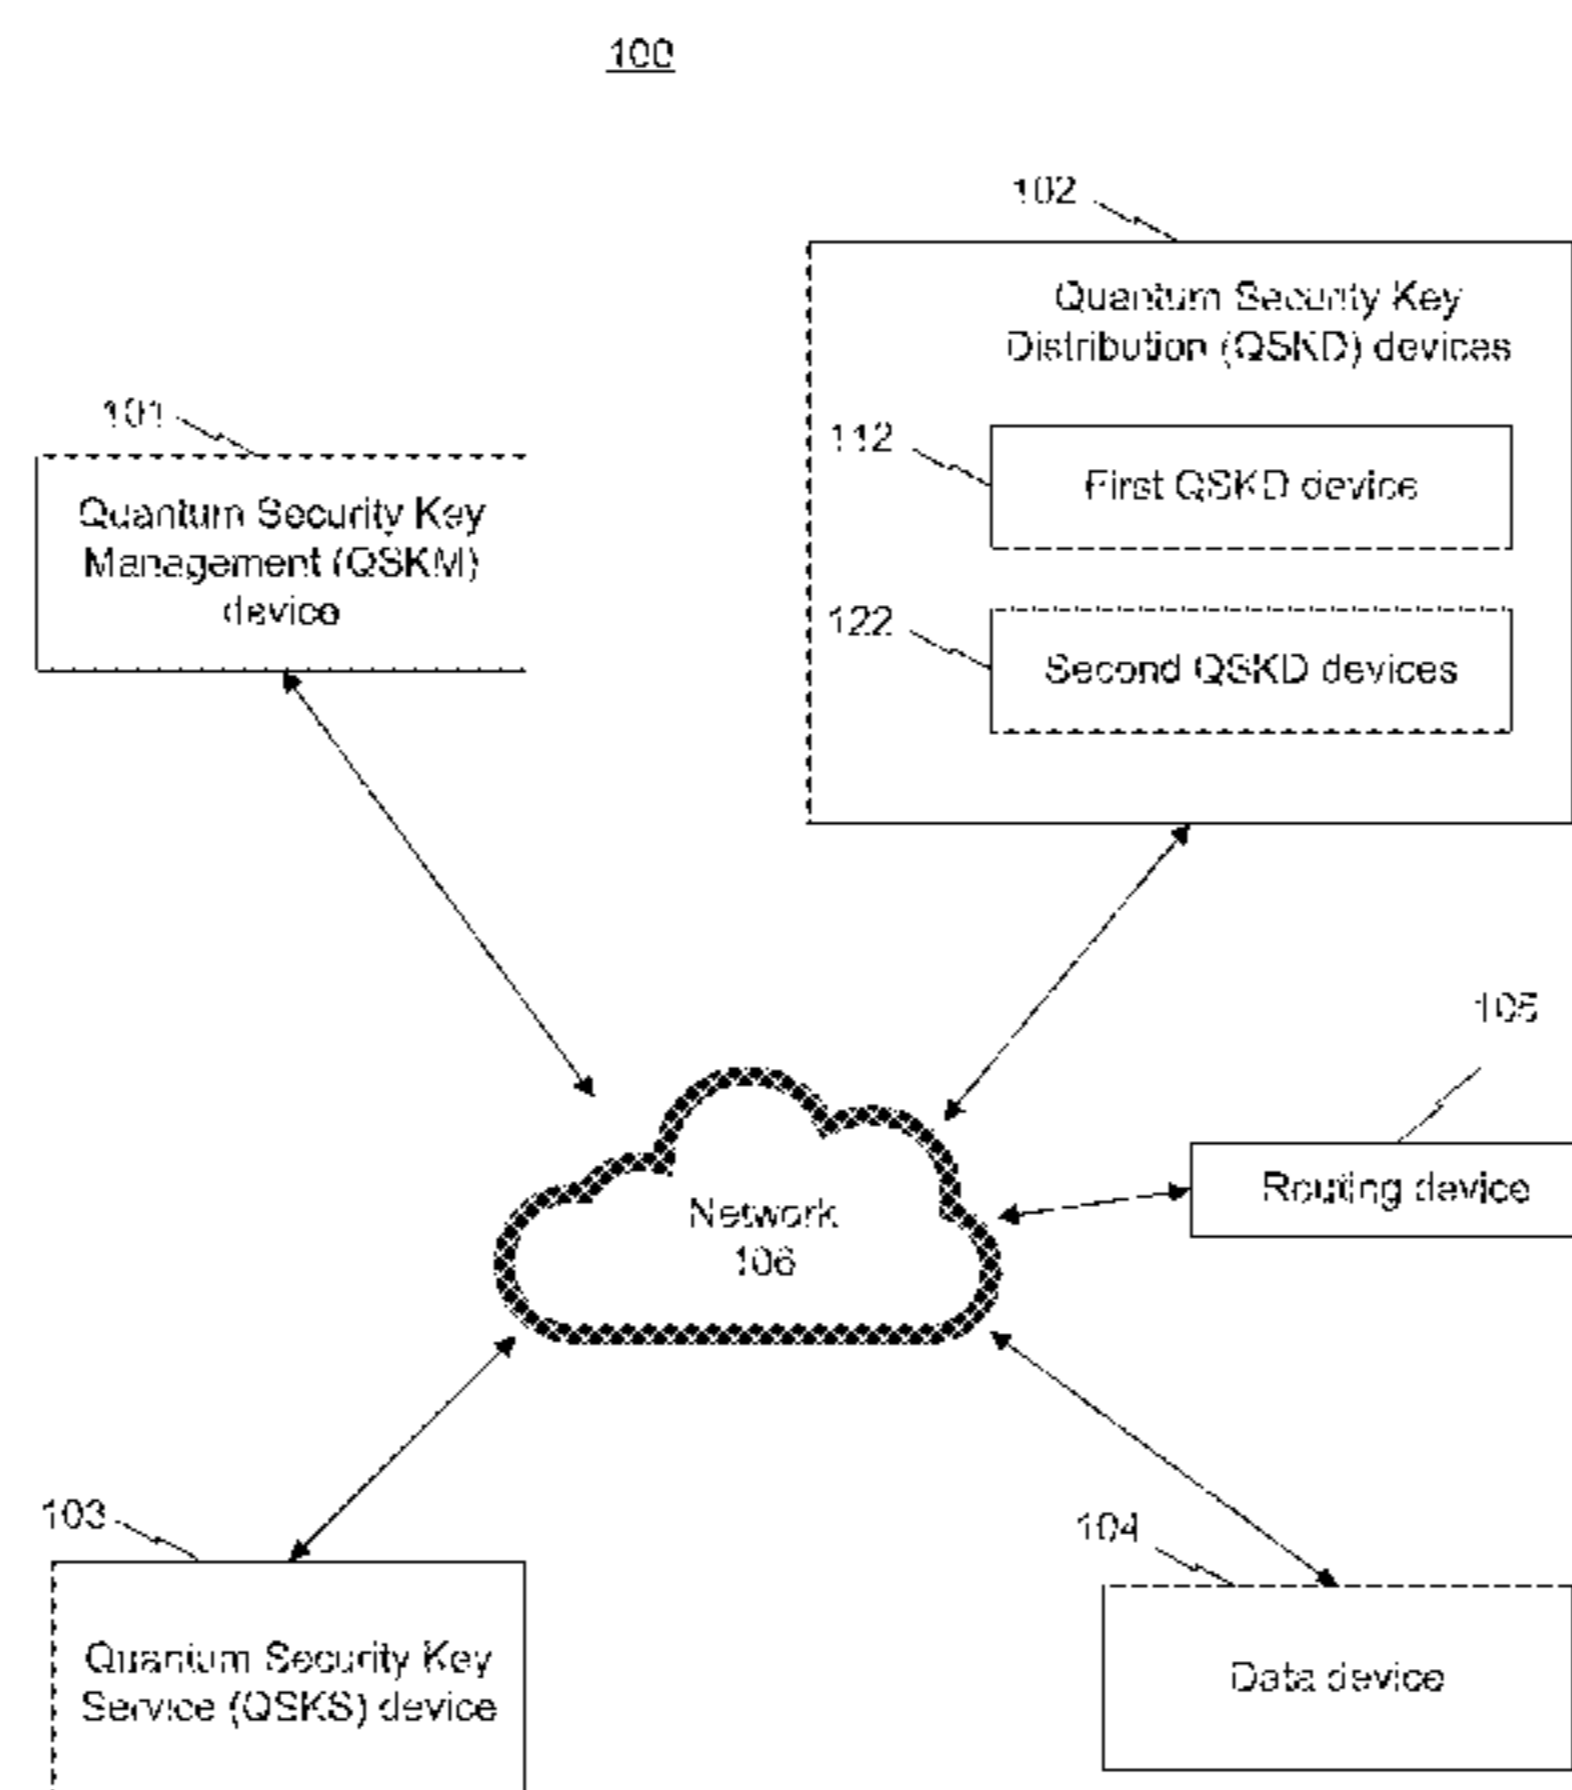 100
102
Quantum Security Key
Distribution (QSKD) devices
101
112
First QSKD device
Quantum Security Key
Management (QSKM)
device
122
Second QSKD devices
105
Routing device
Network
106
103
104
Quantum Security Key
Service (QSKS) device
Data device